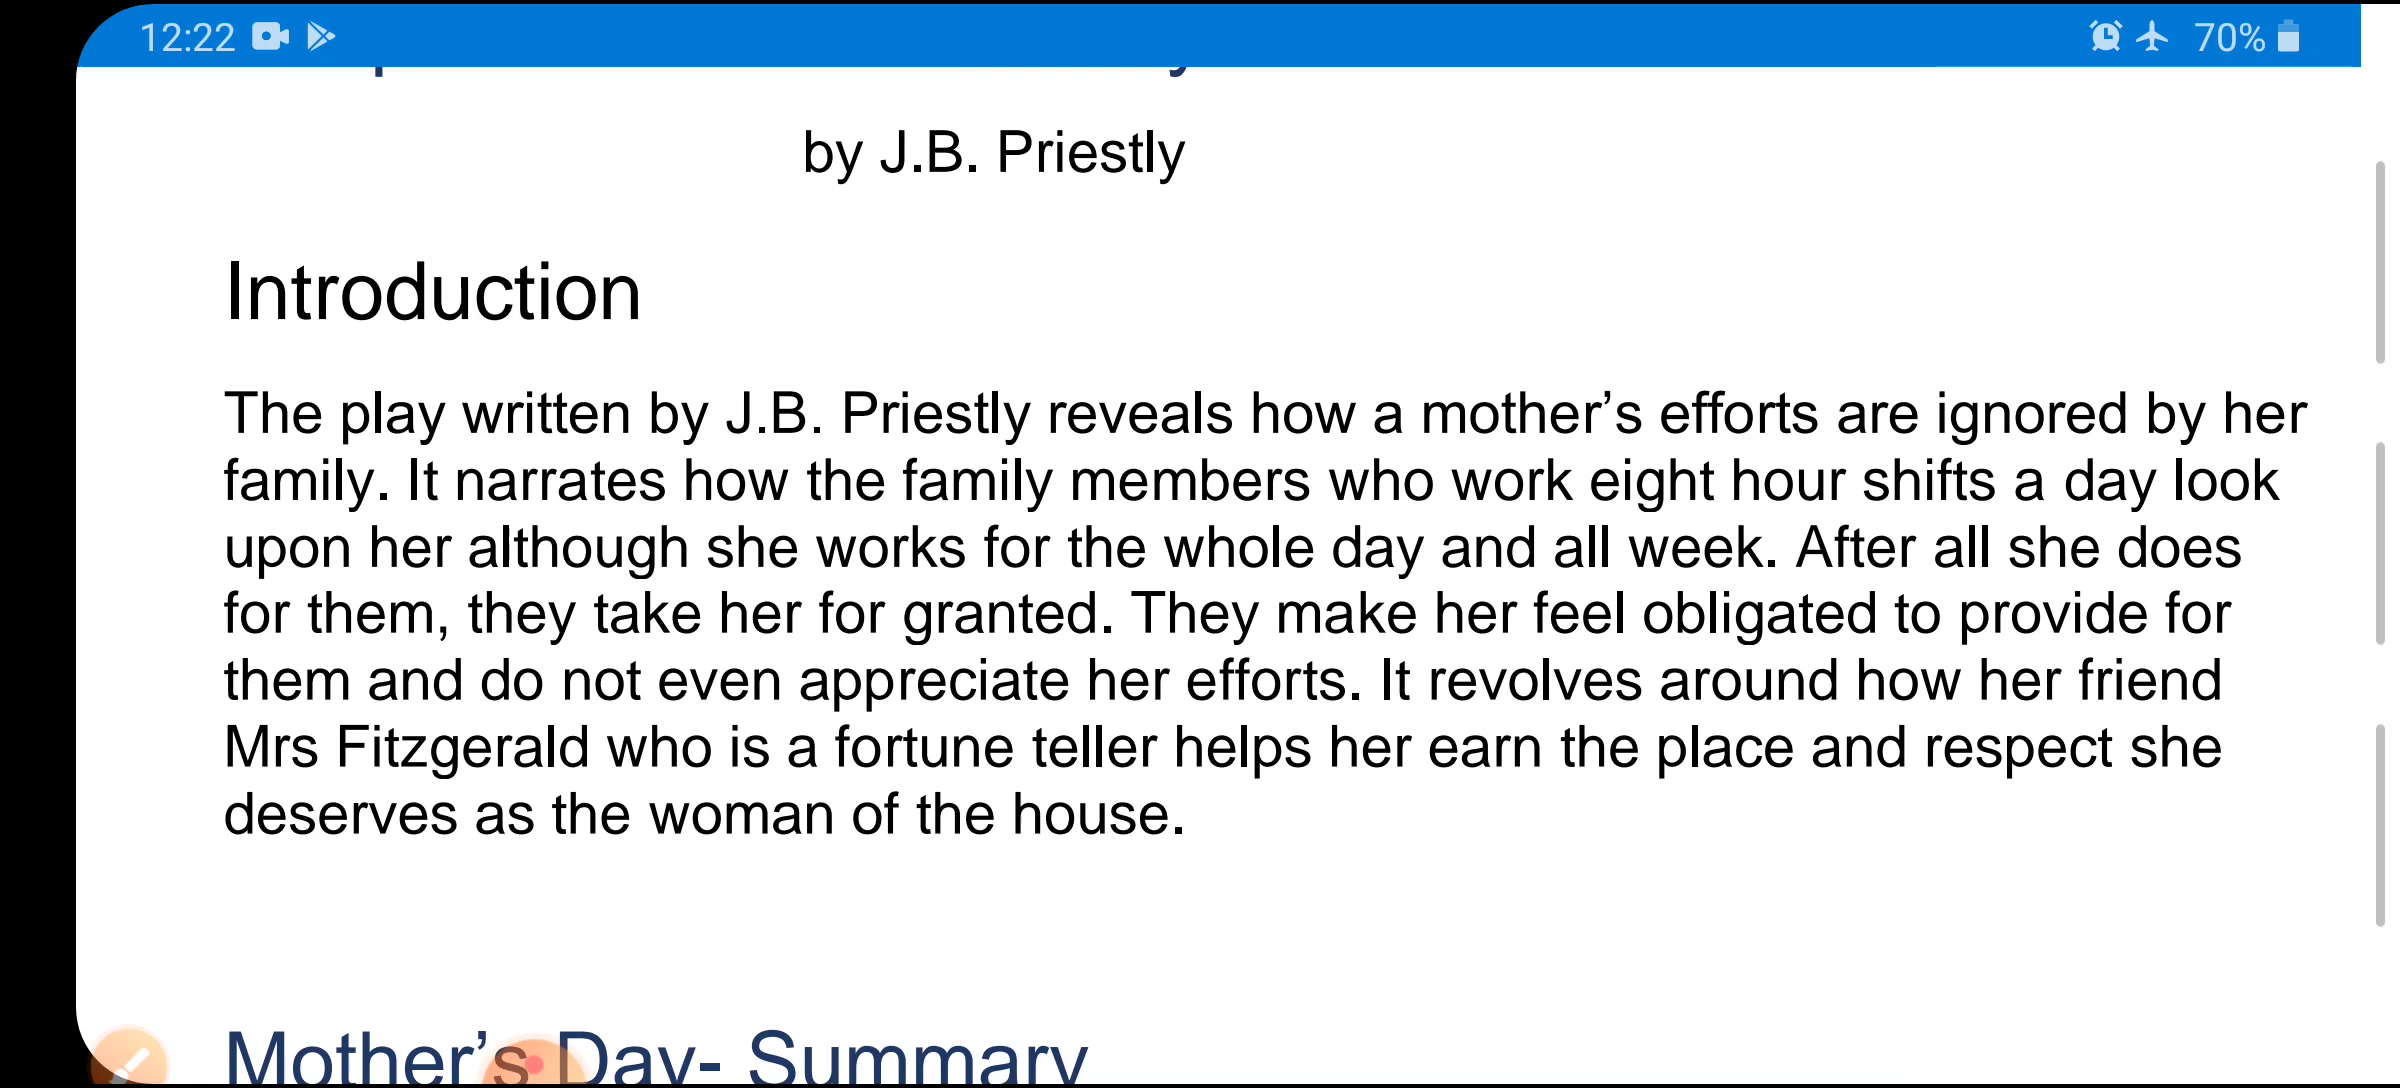 12:22 70%
by J.B. Priestly
Introduction
The play written by J.B. Priestly reveals how a mother’s efforts are ignored by her
family. It narrates how the family members who work eight hour shifts a day look
upon her although she works for the whole day and all week. After all she does
for them, they take her for granted. They make her feel obligated to provide for
them and do not even appreciate her efforts. It revolves around how her friend
Mrs Fitzgerald who is a fortune teller helps her earn the place and respect she
deserves as the woman of the house.
Mother’s Day- Summary